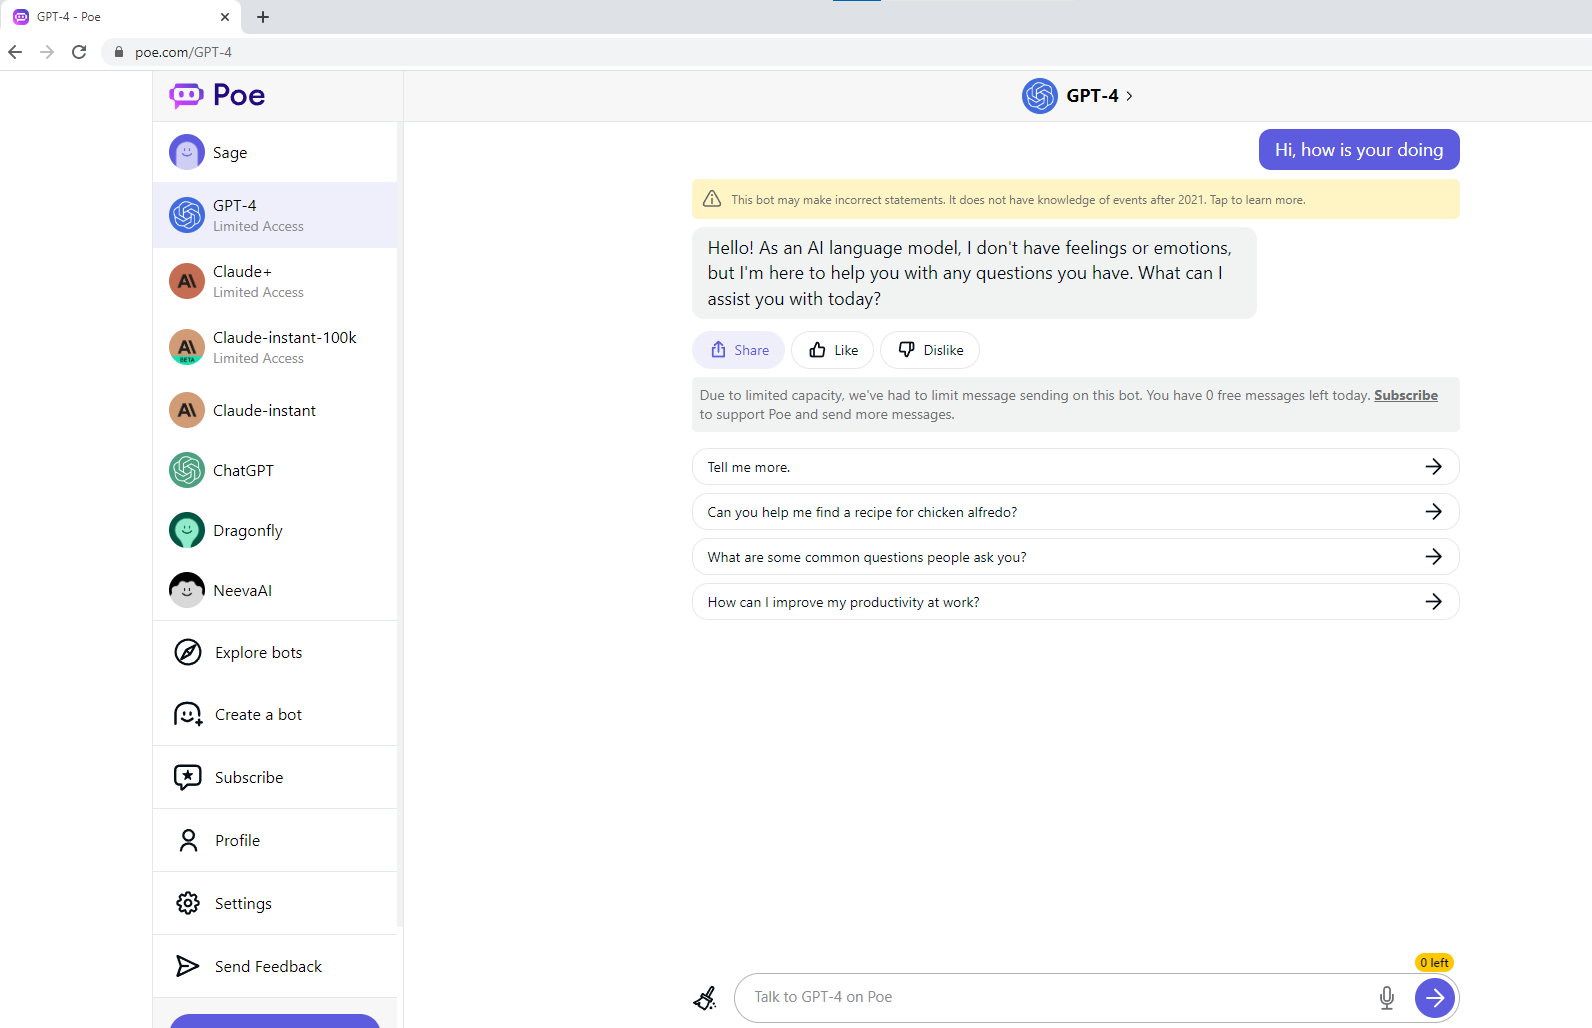 GPT-4 - Poe
poe.com/GPT-4
Poe
GPT-4
Sage
GPT-4
Limited Access
Claude+
Limited Access
Claude-instant-100k
Limited Access
BETA
Claude-instant
ChatGPT
Dragonfly
NeevaAI
Explore bots
Create a bot
Subscribe
Profile
Settings
Send Feedback
Hi, how is your doing
This bot may make incorrect statements. It does not have knowledge of events after 2021. Tap to learn more.
Hello! As an AI language model, I don't have feelings or emotions,
but I'm here to help you with any questions you have. What can I
assist you with today?
Share
Like
Dislike
Due to limited capacity, we've had to limit message sending on this bot. You have 0 free messages left today. Subscribe
to support Poe and send more messages.
Tell me more.
Can you help me find a recipe for chicken alfredo?
What are some common questions people ask you?
How can I improve my productivity at work?
0 left
Talk to GPT-4 on Poe